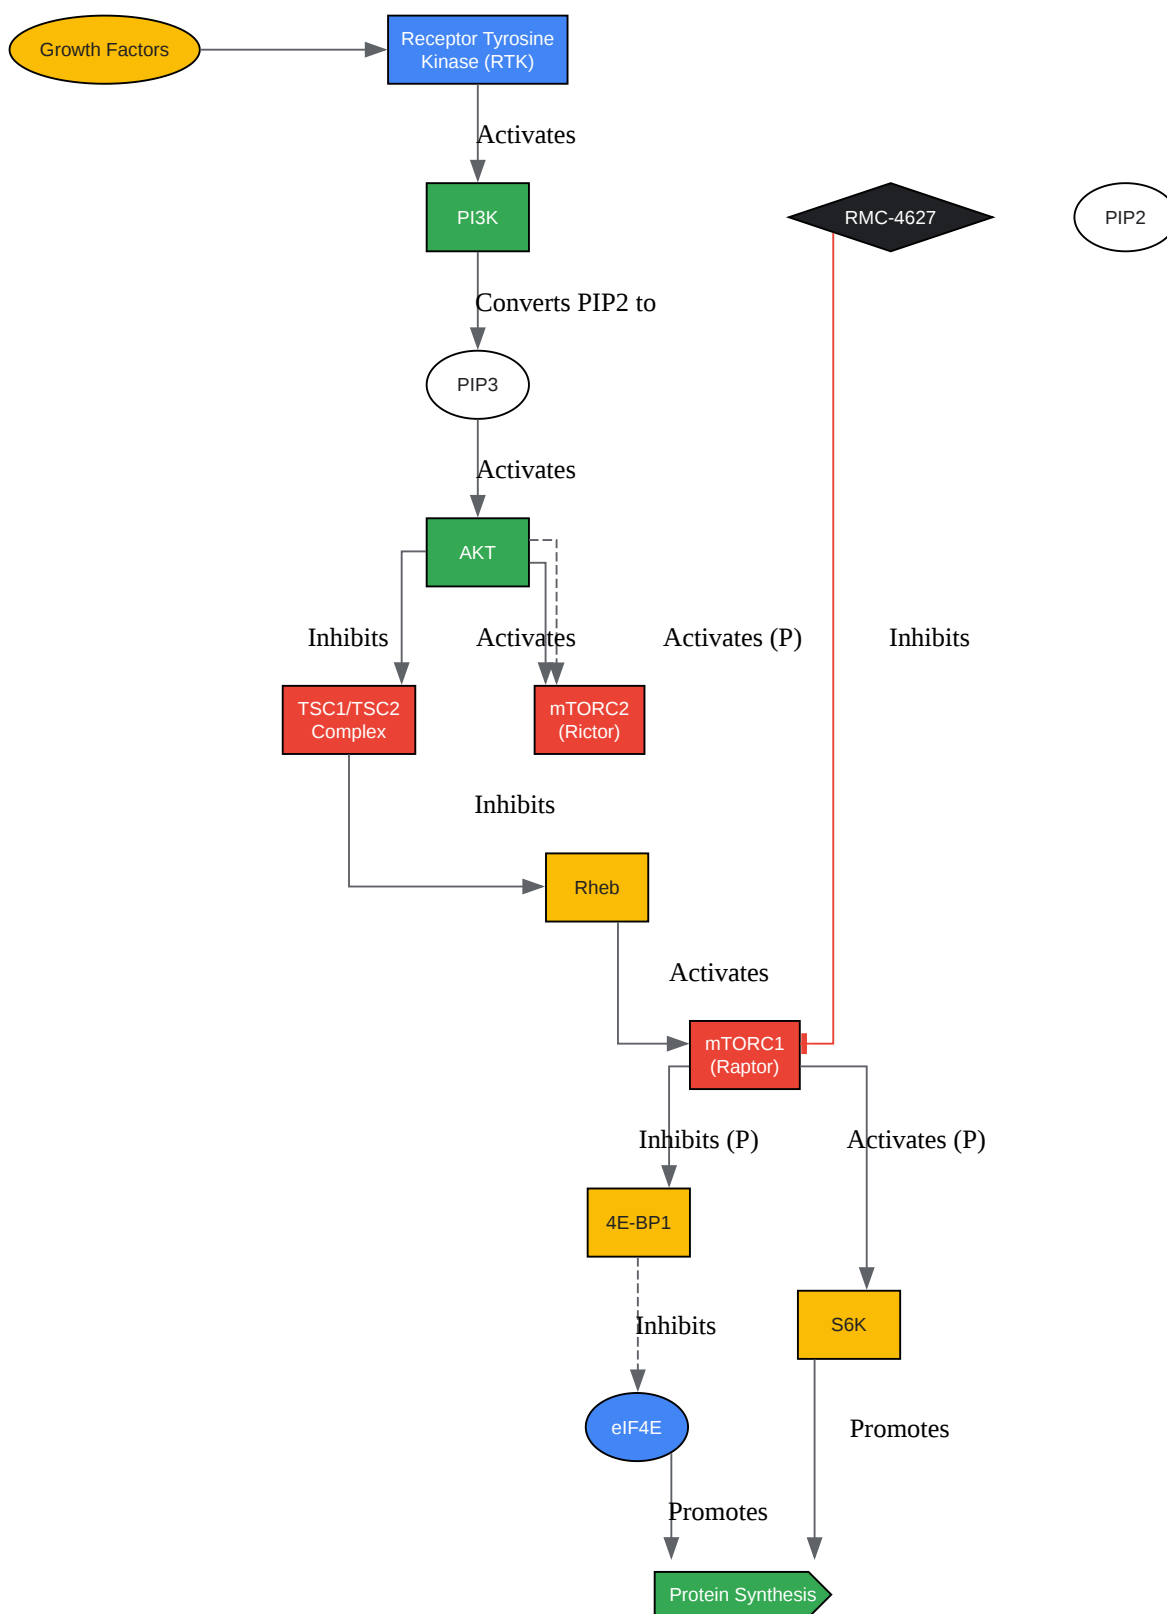 Growth Factors
Receptor Tyrosine
Kinase (RTK)
Activates
PI3K
RMC-4627
PIP2
Converts PIP2 to
PIP3
Activates
AKT
Inhibits
Activates
Activates (P)
Inhibits
TSC1/TSC2
Complex
mTORC2
(Rictor)
Inhibits
Rheb
Activates
mTORC1
(Raptor)
Inhibits (P)
Activates (P)
4E-BP1
Inhibits
S6K
eIF4E
Promotes
Promotes
Protein Synthesis